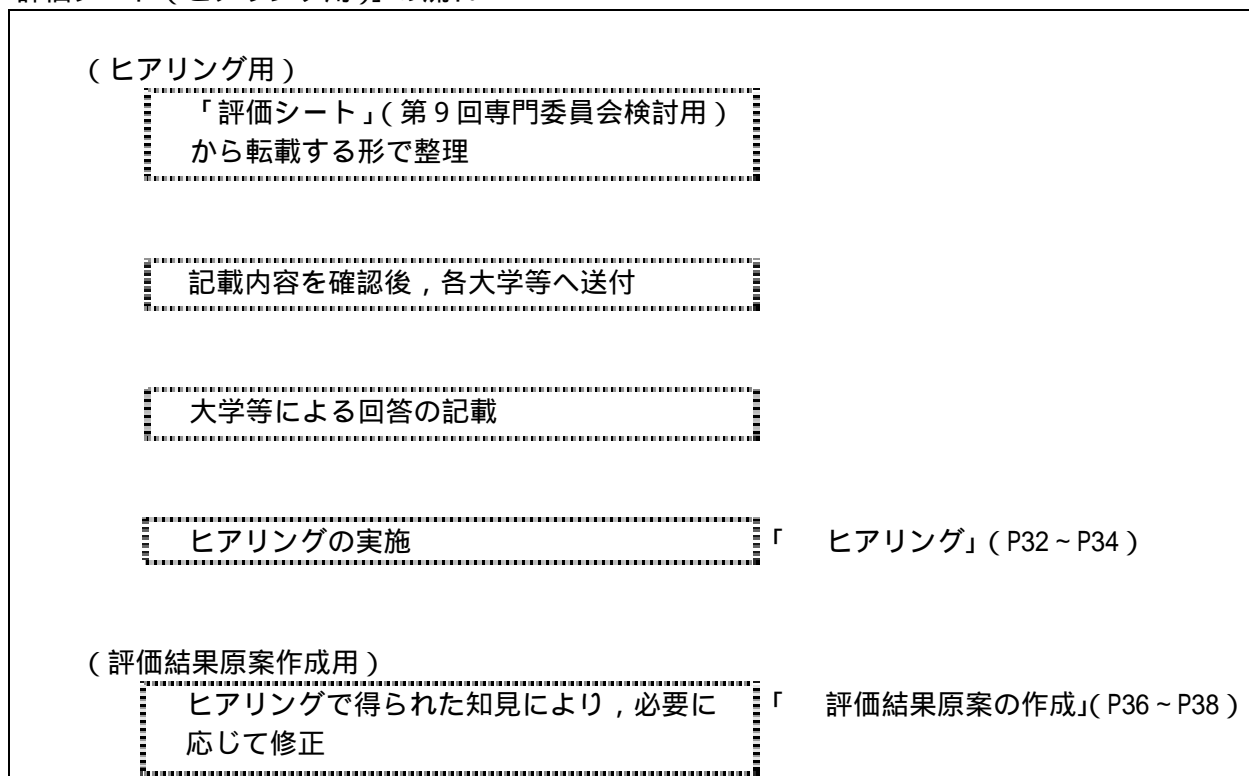 (ヒアリング用)
「評価シート」(第9回専門委員会検討用)
から転載する形で整理
記載内容を確認後,各大学等へ送付
大学等による回答の記載
ヒアリングの実施 「 ヒアリング」(P32~P34)
(評価結果原案作成用)
ヒアリングで得られた知見により,必要に 「 評価結果原案の作成」(P36~P38)
応じて修正